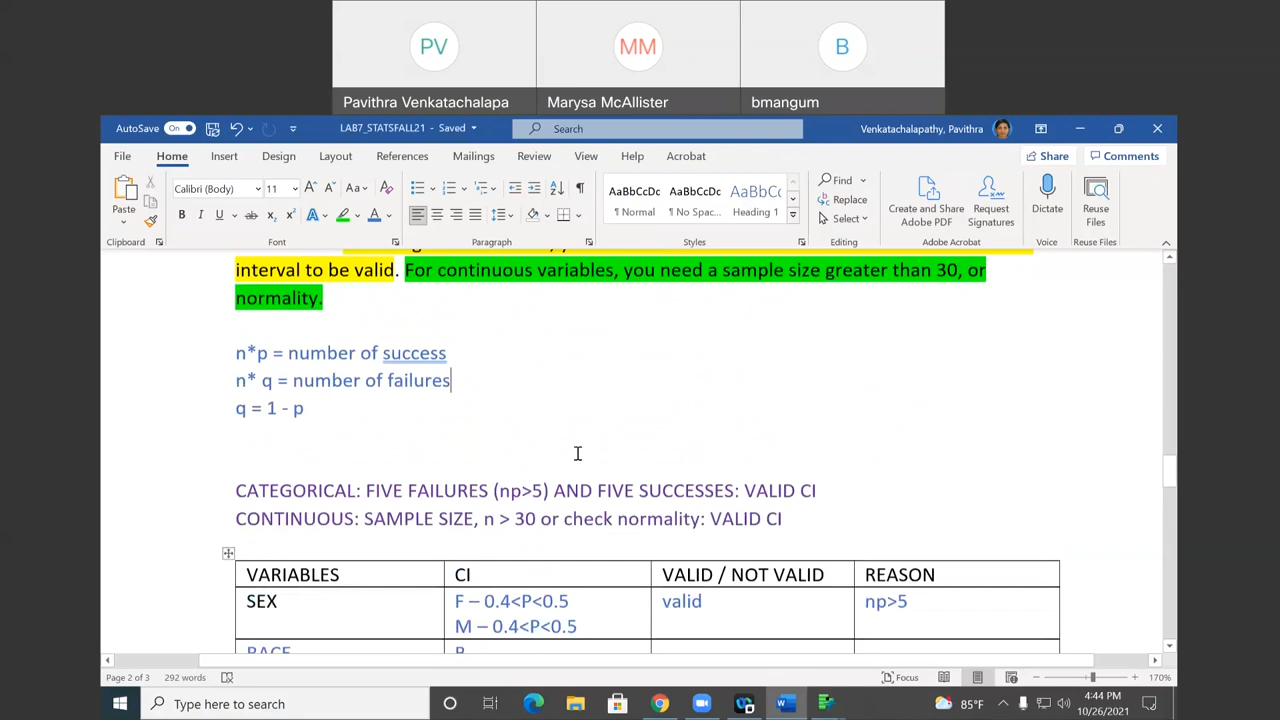 PV
MM
B
Pavithra Venkatachalapa
Marysa McAllister
bmangum
AutoSave On
LAB7_STATSFALL21 - Saved
Search
Venkatachalapathy, Pavithra
File Home Insert Design Layout References Mailings Review View Help Acrobat
Share Comments
Paste
Calibri (Body) 11
Aa
B I U ab x₂ x² A A
AaBbCcDc AaBbCcDc AaBbCc
¶ Normal ¶ No Spac... Heading 1
Find
Replace
Select
Create and Share Adobe PDF
Request Signatures
Dictate
Reuse Files
Clipboard Font Paragraph Styles Editing Adobe Acrobat Voice Reuse Files
interval to be valid. For continuous variables, you need a sample size greater than 30, or
normality.
n*p = number of success
n* q = number of failures
q = 1 - p
CATEGORICAL: FIVE FAILURES (np>5) AND FIVE SUCCESSES: VALID CI
CONTINUOUS: SAMPLE SIZE, n > 30 or check normality: VALID CI
VARIABLES CI VALID / NOT VALID REASON
SEX F – 0.4<P<0.5 valid np>5
M – 0.4<P<0.5
RACE B
Page 2 of 3 292 words
Focus
170%
Type here to search
85°F
4:44 PM
10/26/2021